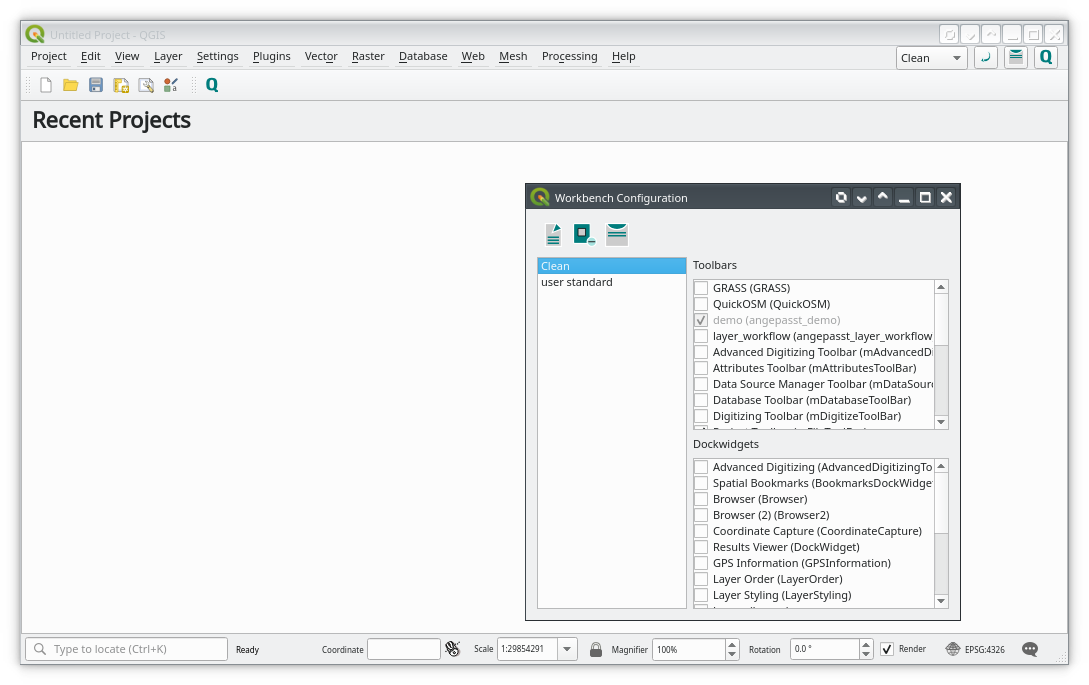 Untitled Project - QGIS
Project Edit View Layer Settings Plugins Vector Raster Database Web Mesh Processing Help
Clean
Recent Projects
Workbench Configuration
Clean
user standard
Toolbars
GRASS (GRASS)
QuickOSM (QuickOSM)
demo (angepasst_demo)
layer_workflow (angepasst_layer_workflow
Advanced Digitizing Toolbar (mAdvancedDi
Attributes Toolbar (mAttributesToolBar)
Data Source Manager Toolbar (mDataSourc
Database Toolbar (mDatabaseToolBar)
Digitizing Toolbar (mDigitizeToolBar)
Dockwidgets
Advanced Digitizing (AdvancedDigitizingToo
Spatial Bookmarks (BookmarksDockWidget
Browser (Browser)
Browser (2) (Browser2)
Coordinate Capture (CoordinateCapture)
Results Viewer (DockWidget)
GPS Information (GPSInformation)
Layer Order (LayerOrder)
Layer Styling (LayerStyling)
Type to locate (Ctrl+K) Ready Coordinate Scale 1:29854291 Magnifier 100% Rotation 0.0 ° Render EPSG:4326